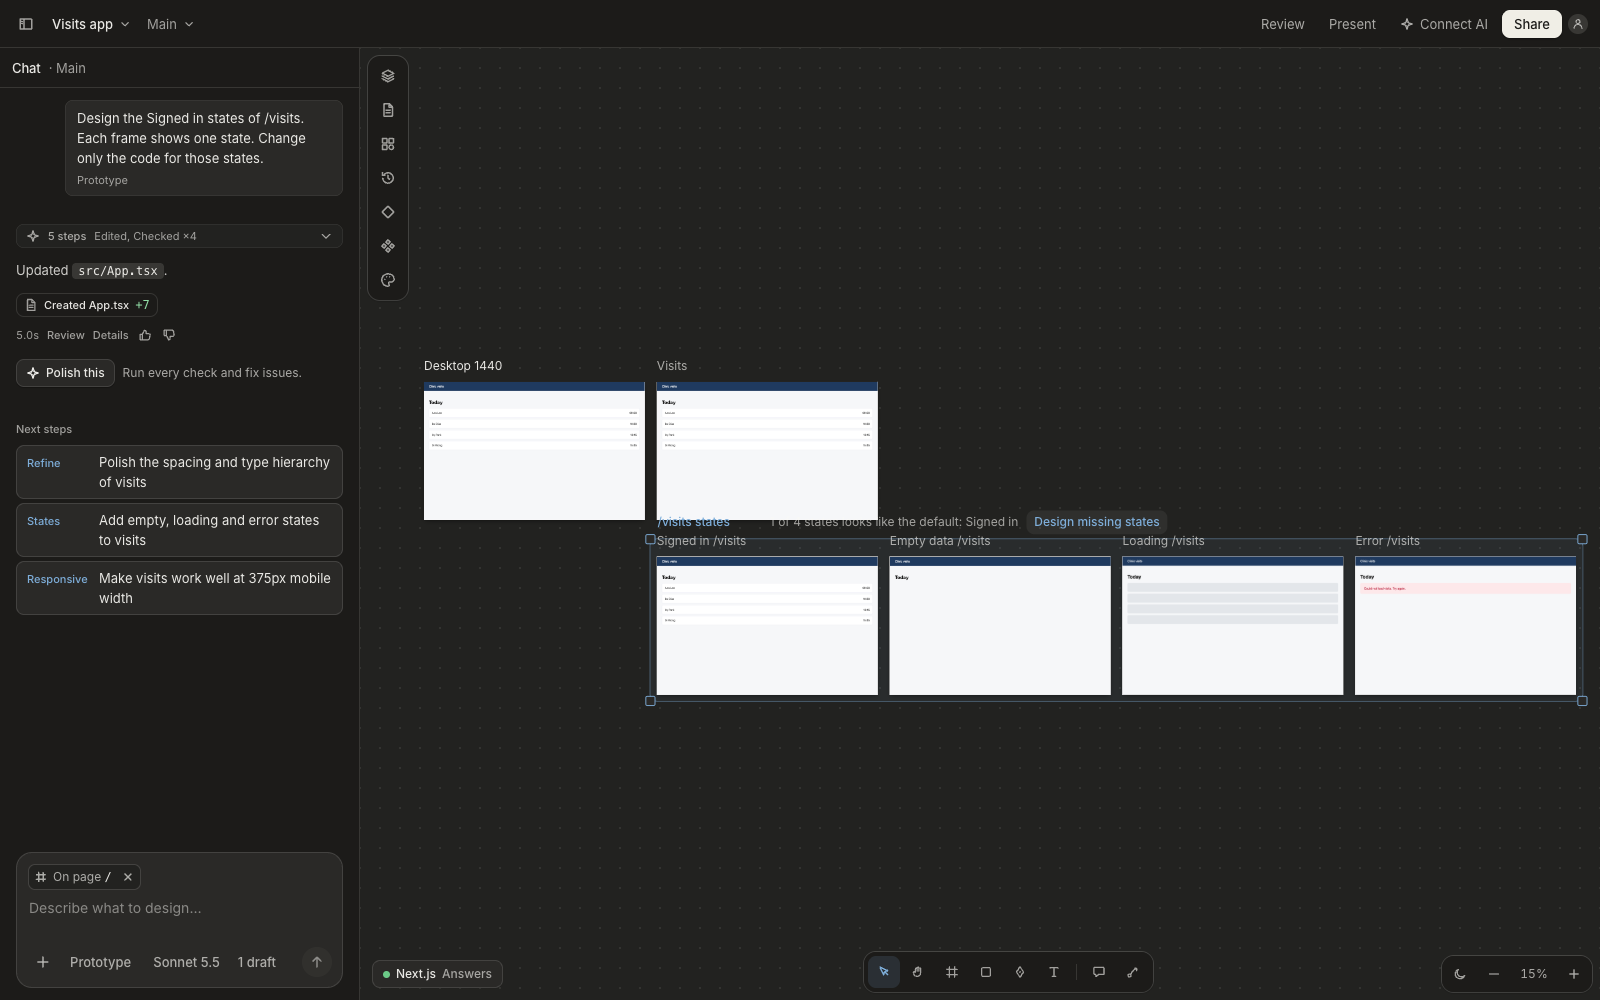 Visits app
Main
Review
Present
Connect AI
Share
Chat · Main
Design the Signed in states of /visits.
Each frame shows one state. Change
only the code for those states.
Prototype
5 steps Edited, Checked ×4
Updated src/App.tsx.
Created App.tsx +7
5.0s Review Details
Polish this Run every check and fix issues.
Next steps
Refine Polish the spacing and type hierarchy
of visits
States Add empty, loading and error states
to visits
Responsive Make visits work well at 375px mobile
width
On page /
Describe what to design...
Prototype Sonnet 5.5 1 draft
Desktop 1440
Today
Visits
Today
/visits states
1 of 4 states looks like the default: Signed in
Design missing states
Signed in /visits
Today
Empty data /visits
Today
Loading /visits
Today
Error /visits
Today
Next.js Answers
15%